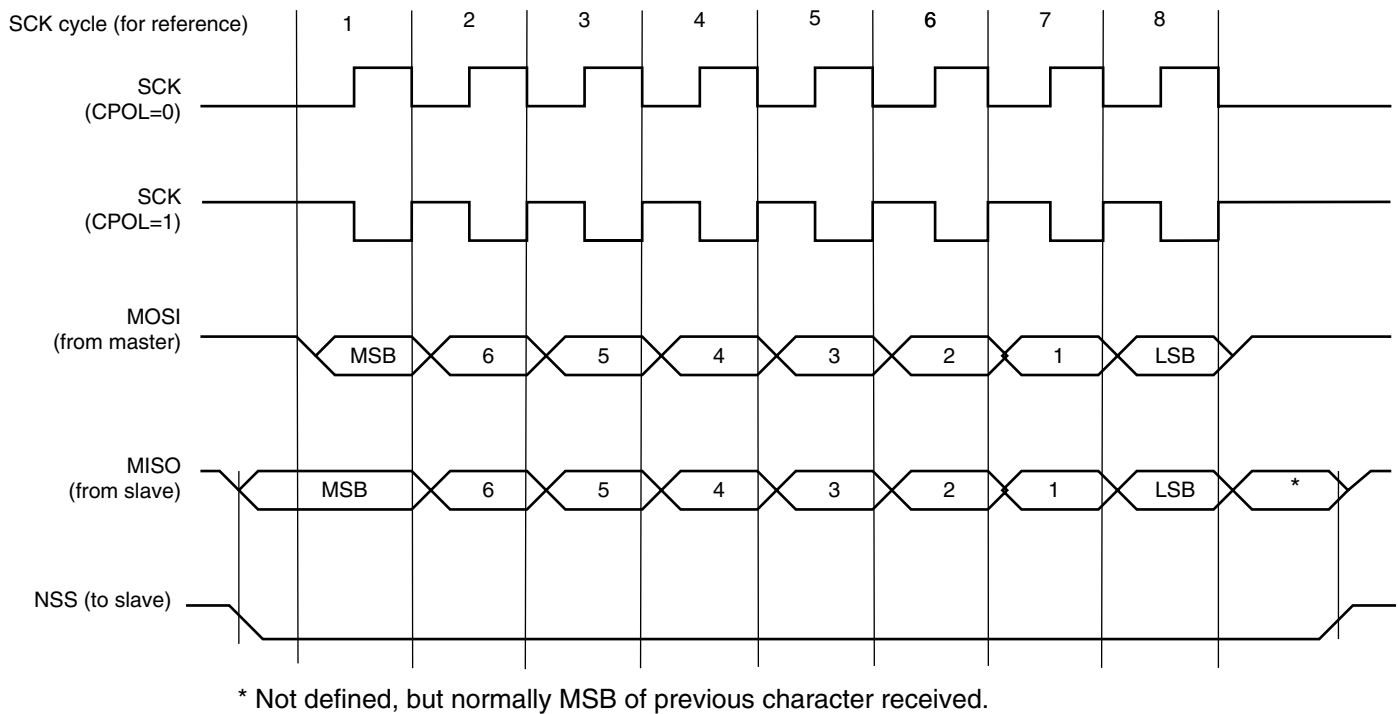 SCK cycle (for reference) 1 2 3 4 5 6 7 8
SCK
(CPOL=0)
SCK
(CPOL=1)
MOSI
(from master)
MSB 6 5 4 3 2 1 LSB
MISO
(from slave)
MSB 6 5 4 3 2 1 LSB *
NSS (to slave)
* Not defined, but normally MSB of previous character received.